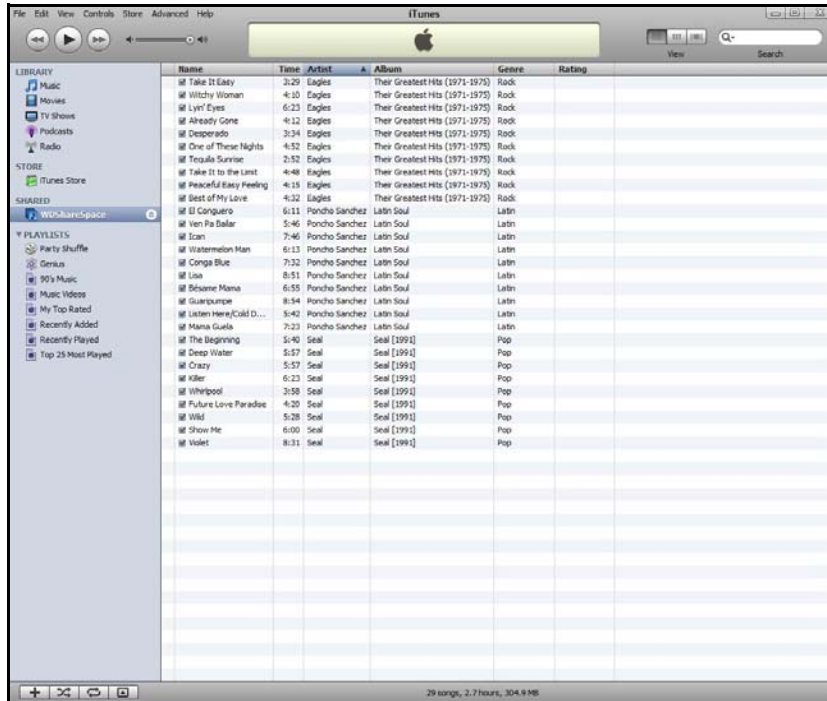 File Edit View Controls Store Advanced Help
iTunes
View
Search
LIBRARY
Music
Movies
TV Shows
Podcasts
Radio
STORE
iTunes Store
SHARED
WDShareSpace
PLAYLISTS
Party Shuffle
Genius
90's Music
Music Videos
My Top Rated
Recently Added
Recently Played
Top 25 Most Played
Name Time Artist Album Genre Rating
Take It Easy 3:29 Eagles Their Greatest Hits (1971-1975) Rock
Witchy Woman 4:10 Eagles Their Greatest Hits (1971-1975) Rock
Lyin' Eyes 6:23 Eagles Their Greatest Hits (1971-1975) Rock
Already Gone 4:12 Eagles Their Greatest Hits (1971-1975) Rock
Desperado 3:34 Eagles Their Greatest Hits (1971-1975) Rock
One of These Nights 4:52 Eagles Their Greatest Hits (1971-1975) Rock
Tequila Sunrise 2:52 Eagles Their Greatest Hits (1971-1975) Rock
Take It to the Limit 4:48 Eagles Their Greatest Hits (1971-1975) Rock
Peaceful Easy Feeling 4:15 Eagles Their Greatest Hits (1971-1975) Rock
Best of My Love 4:32 Eagles Their Greatest Hits (1971-1975) Rock
El Conguero 6:11 Poncho Sanchez Latin Soul Latin
Ven Pa Bailar 5:46 Poncho Sanchez Latin Soul Latin
Ican 7:46 Poncho Sanchez Latin Soul Latin
Watermelon Man 6:13 Poncho Sanchez Latin Soul Latin
Conga Blue 7:32 Poncho Sanchez Latin Soul Latin
Lisa 8:51 Poncho Sanchez Latin Soul Latin
Bésame Mama 6:55 Poncho Sanchez Latin Soul Latin
Guaripumpe 8:54 Poncho Sanchez Latin Soul Latin
Listen Here/Cold D... 5:42 Poncho Sanchez Latin Soul Latin
Mama Guela 7:23 Poncho Sanchez Latin Soul Latin
The Beginning 5:40 Seal Seal [1991] Pop
Deep Water 5:57 Seal Seal [1991] Pop
Crazy 5:57 Seal Seal [1991] Pop
Killer 6:23 Seal Seal [1991] Pop
Whirlpool 3:58 Seal Seal [1991] Pop
Future Love Paradise 4:20 Seal Seal [1991] Pop
Wild 5:28 Seal Seal [1991] Pop
Show Me 6:00 Seal Seal [1991] Pop
Violet 8:31 Seal Seal [1991] Pop
29 songs, 2.7 hours, 304.9 MB